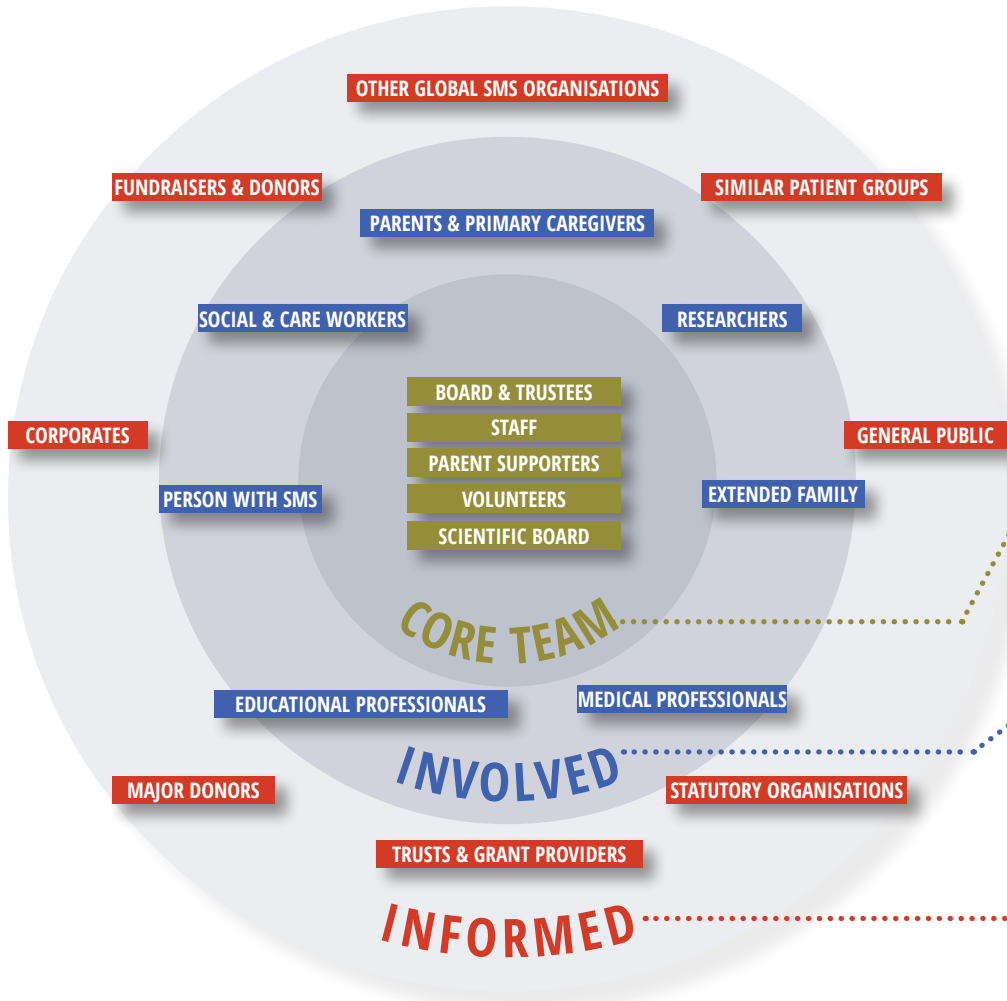 OTHER GLOBAL SMS ORGANISATIONS
FUNDRAISERS & DONORS
SIMILAR PATIENT GROUPS
PARENTS & PRIMARY CAREGIVERS
SOCIAL & CARE WORKERS
RESEARCHERS
BOARD & TRUSTEES
STAFF
CORPORATES
GENERAL PUBLIC
PARENT SUPPORTERS
PERSON WITH SMS
VOLUNTEERS
EXTENDED FAMILY
SCIENTIFIC BOARD
CORE TEAM
EDUCATIONAL PROFESSIONALS
MEDICAL PROFESSIONALS
INVOLVED
MAJOR DONORS
STATUTORY ORGANISATIONS
TRUSTS & GRANT PROVIDERS
INFORMED